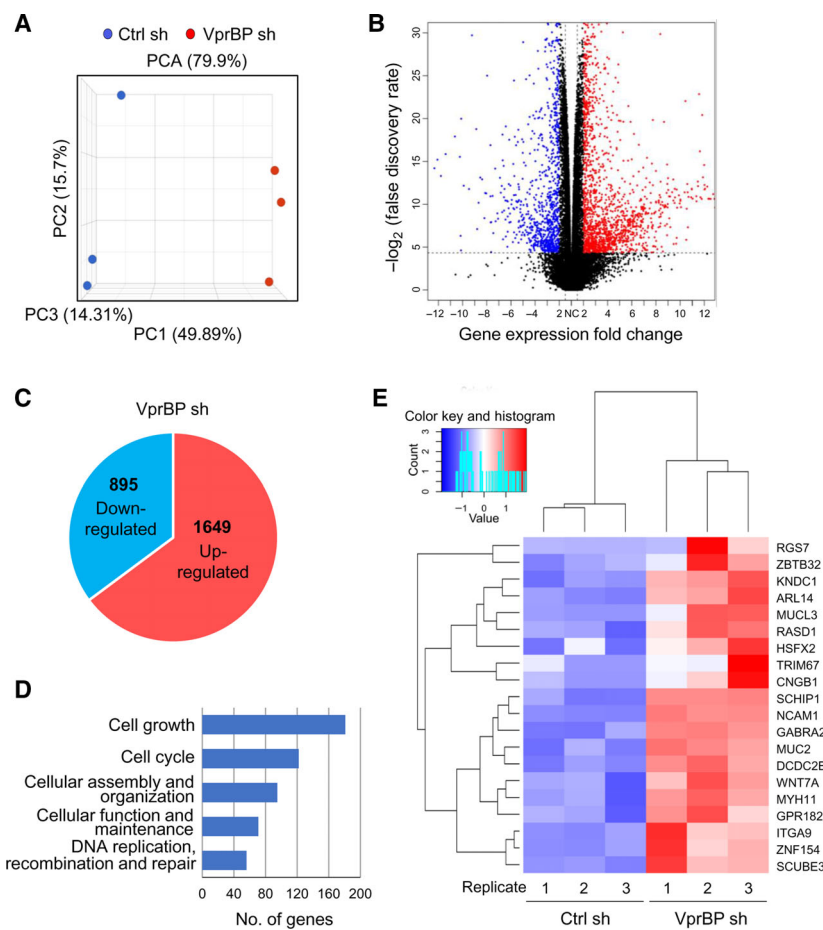 A
Ctrl sh VprBP sh
PCA (79.9%)
PC2 (15.7%)
PC3 (14.31%)
PC1 (49.89%)
B
−log2 (false discovery rate)
30
25
20
15
10
5
0
−12 −10 −8 −6 −4 2 NC 2 4 6 8 10 12
Gene expression fold change
C
VprBP sh
895
Down-
regulated
1649
Up-
regulated
D
Cell growth
Cell cycle
Cellular assembly and
organization
Cellular function and
maintenance
DNA replication,
recombination and repair
0 40 80 120 160 200
No. of genes
E
Color key and histogram
Count
3
2
1
0
−1 0 1
Value
RGS7
ZBTB32
KNDC1
ARL14
MUCL3
RASD1
HSFX2
TRIM67
CNGB1
SCHIP1
NCAM1
GABRA2
MUC2
DCDC2B
WNT7A
MYH11
GPR182
ITGA9
ZNF154
SCUBE3
Replicate 1 2 3 1 2 3
Ctrl sh VprBP sh